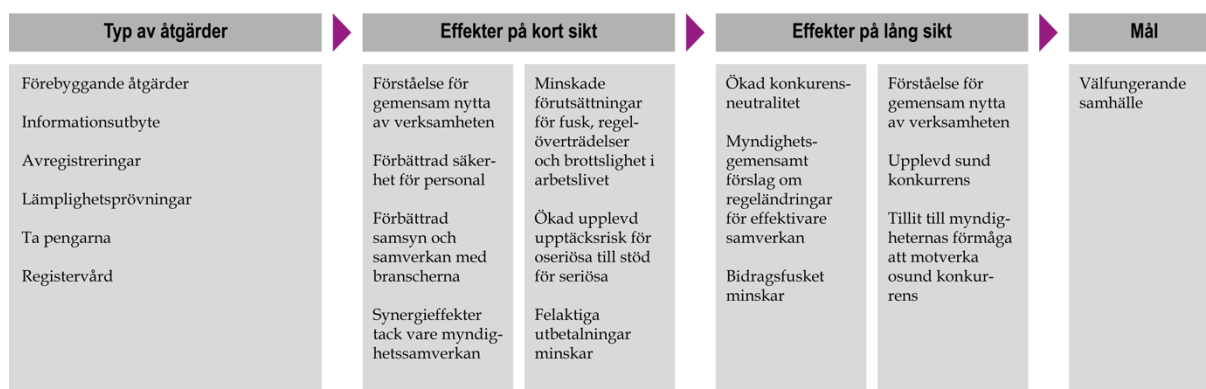 Typ av åtgärder
Förebyggande åtgärder
Informationsutbyte
Avregistreringar
Lämplighetsprövningar
Ta pengarna
Registervård
Effekter på kort sikt
Förståelse för
gemensam nytta
av verksamheten
Förbättrad säker-
het för personal
Förbättrad
samsyn och
samverkan med
branscherna
Synergieffekter
tack vare myndig-
hetssamverkan
Minskade
förutsättningar
för fusk, regel-
överträdelser
och brottslighet i
arbetslivet
Ökad upplevd
upptäcksrisk för
oseriösa till stöd
för seriösa
Felaktiga
utbetalningar
minskar
Effekter på lång sikt
Ökad konkurens-
neutralitet
Myndighets-
gemensamt
förslag om
regeländringar
för effektivare
samverkan
Bidragsfusket
minskar
Förståelse för
gemensam nytta
av verksamheten
Upplevd sund
konkurrens
Tillit till myndig-
heternas förmåga
att motverka
osund konkur-
rens
Mål
Välfungerande
samhälle